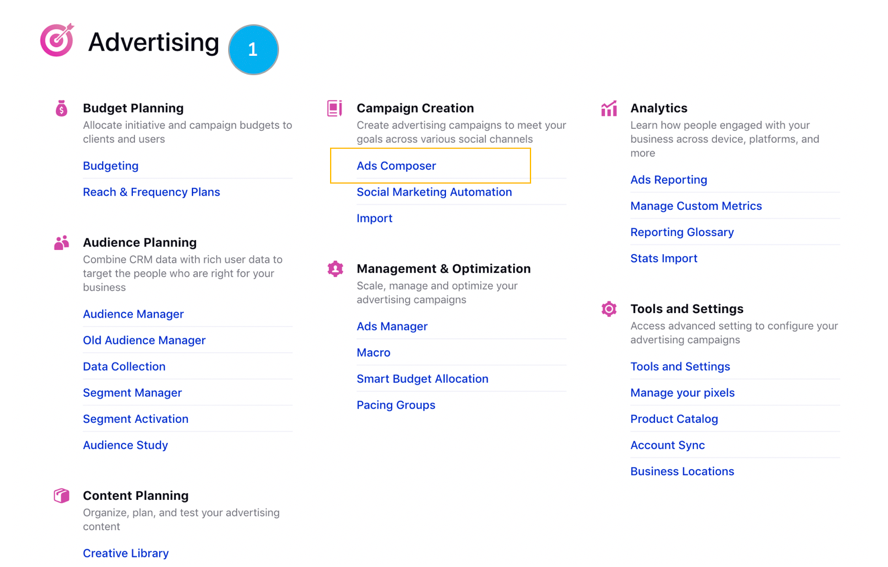 Advertising
1
Budget Planning
Allocate initiative and campaign budgets to
clients and users
Budgeting
Reach & Frequency Plans
Audience Planning
Combine CRM data with rich user data to
target the people who are right for your
business
Audience Manager
Old Audience Manager
Data Collection
Segment Manager
Segment Activation
Audience Study
Content Planning
Organize, plan, and test your advertising
content
Creative Library
Campaign Creation
Create advertising campaigns to meet your
goals across various social channels
Ads Composer
Social Marketing Automation
Import
Management & Optimization
Scale, manage and optimize your
advertising campaigns
Ads Manager
Macro
Smart Budget Allocation
Pacing Groups
Analytics
Learn how people engaged with your
business across device, platforms, and
more
Ads Reporting
Manage Custom Metrics
Reporting Glossary
Stats Import
Tools and Settings
Access advanced setting to configure your
advertising campaigns
Tools and Settings
Manage your pixels
Product Catalog
Account Sync
Business Locations